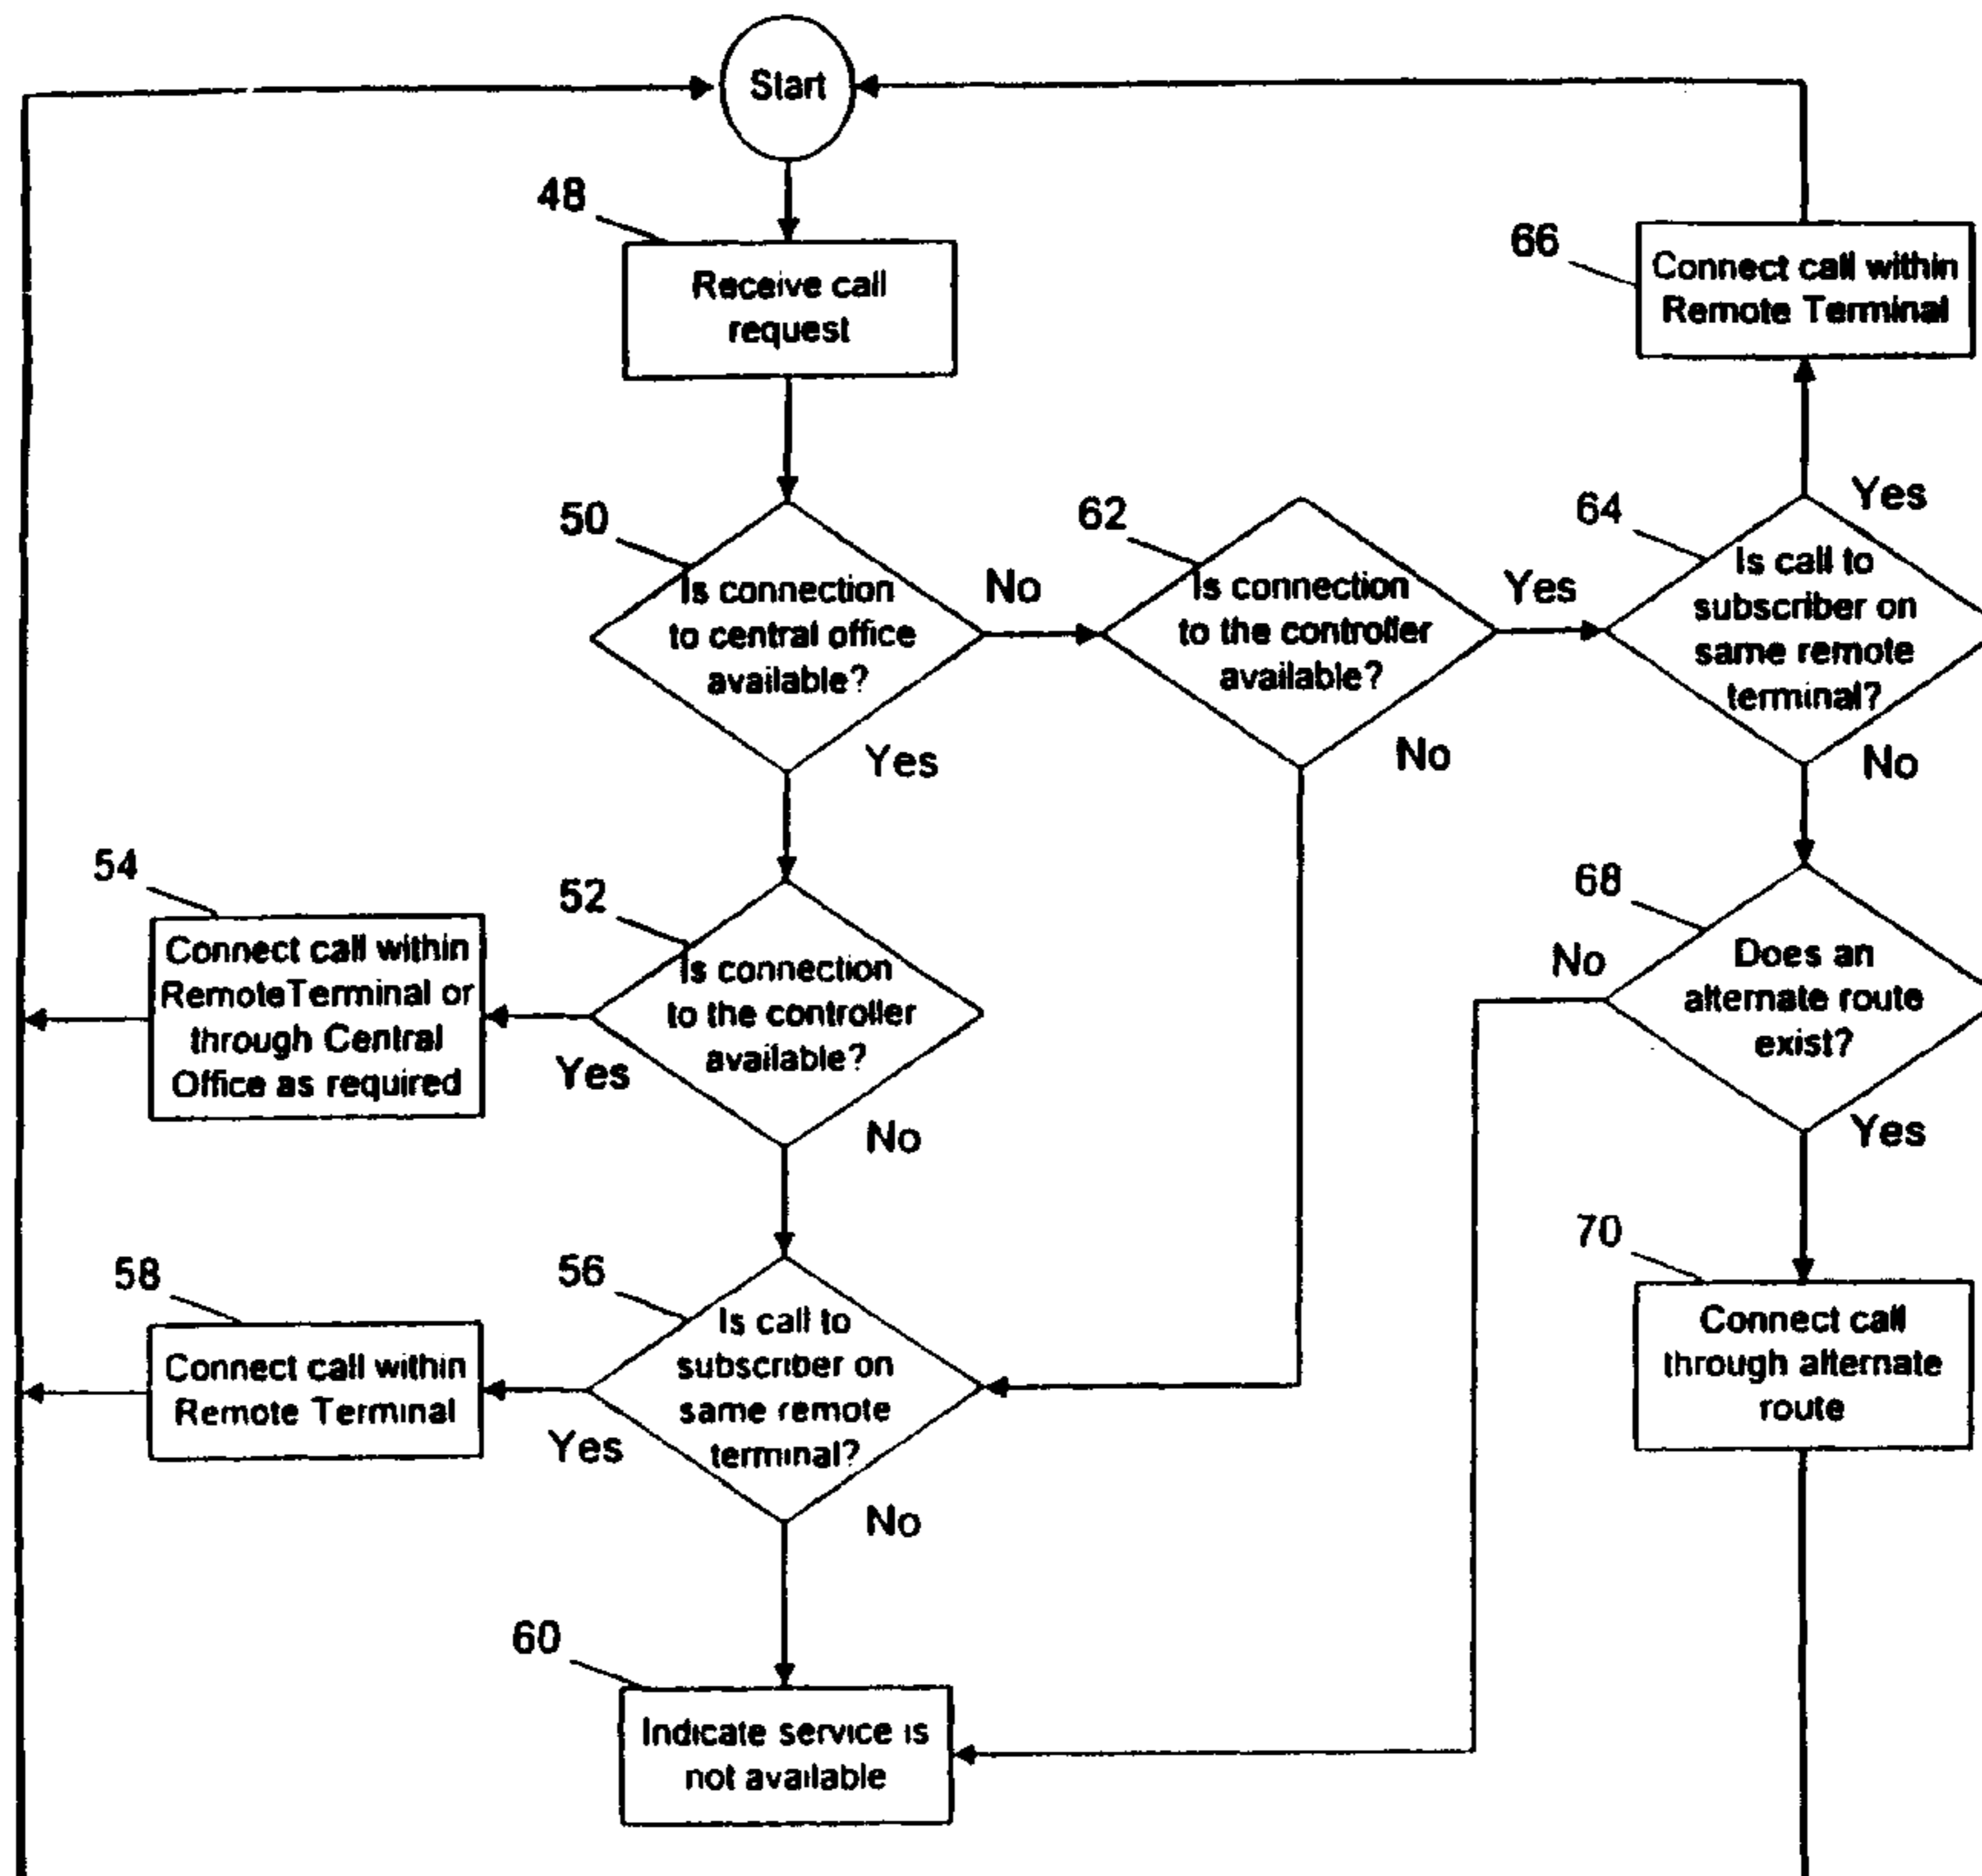 Start
48
Receive call
request
66
Connect call within
Remote Terminal
50
Is connection
to central office
available?
No
Yes
62
Is connection
to the controller
available?
Yes
No
64
Is call to
subscriber on
same remote
terminal?
Yes
No
54
Connect call within
RemoteTerminal or
through Central
Office as required
52
Is connection
to the controller
available?
Yes
No
68
Does an
alternate route
exist?
No
Yes
58
Connect call within
Remote Terminal
56
Is call to
subscriber on
same remote
terminal?
Yes
No
70
Connect call
through alternate
route
60
Indicate service is
not available